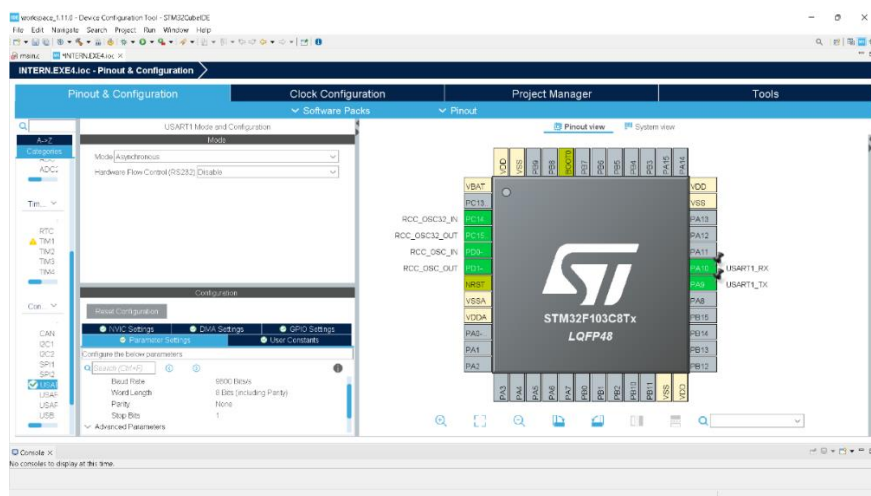 workspace_1.11.0 - Device Configuration Tool - STM32CubeIDE
File Edit Navigate Search Project Run Window Help
main.c *INTERN.EXE4.ioc
INTERN.EXE4.ioc - Pinout & Configuration
Pinout & Configuration Clock Configuration Project Manager Tools
Software Packs Pinout
USART1 Mode and Configuration
Pinout view System view
A->Z
Categories
Mode
Mode Asynchronous
Hardware Flow Control (RS232) Disable
ADC2
Tim...
RTC
TIM1
TIM2
TIM3
TIM4
Con...
CAN
I2C1
I2C2
SPI1
SPI2
USB
Configuration
Reset Configuration
NVIC Settings DMA Settings GPIO Settings
Parameter Settings User Constants
Configure the below parameters
Search (Ctrl+F)
Baud Rate 9600 Bits/s
Word Length 8 Bits (including Parity)
Parity None
Stop Bits 1
Advanced Parameters
VDD VSS PB9 PB8 BOOT0 PB7 PB6 PB5 PB4 PB3 PA15 PA14
VBAT VDD
PC13 VSS
RCC_OSC32_IN PC14 PA13
RCC_OSC32_OUT PC15 PA12
RCC_OSC_IN PD0- PA11
RCC_OSC_OUT PD1- PA10 USART1_RX
NRST PA9 USART1_TX
VSSA PA8
VDDA PB15
PA0- PB14
PA1 PB13
PA2 PB12
STM32F103C8Tx
LQFP48
PA3 PA4 PA5 PA6 PA7 PB0 PB1 PB2 PB10 PB11 VSS VDD
Console
No consoles to display at this time.